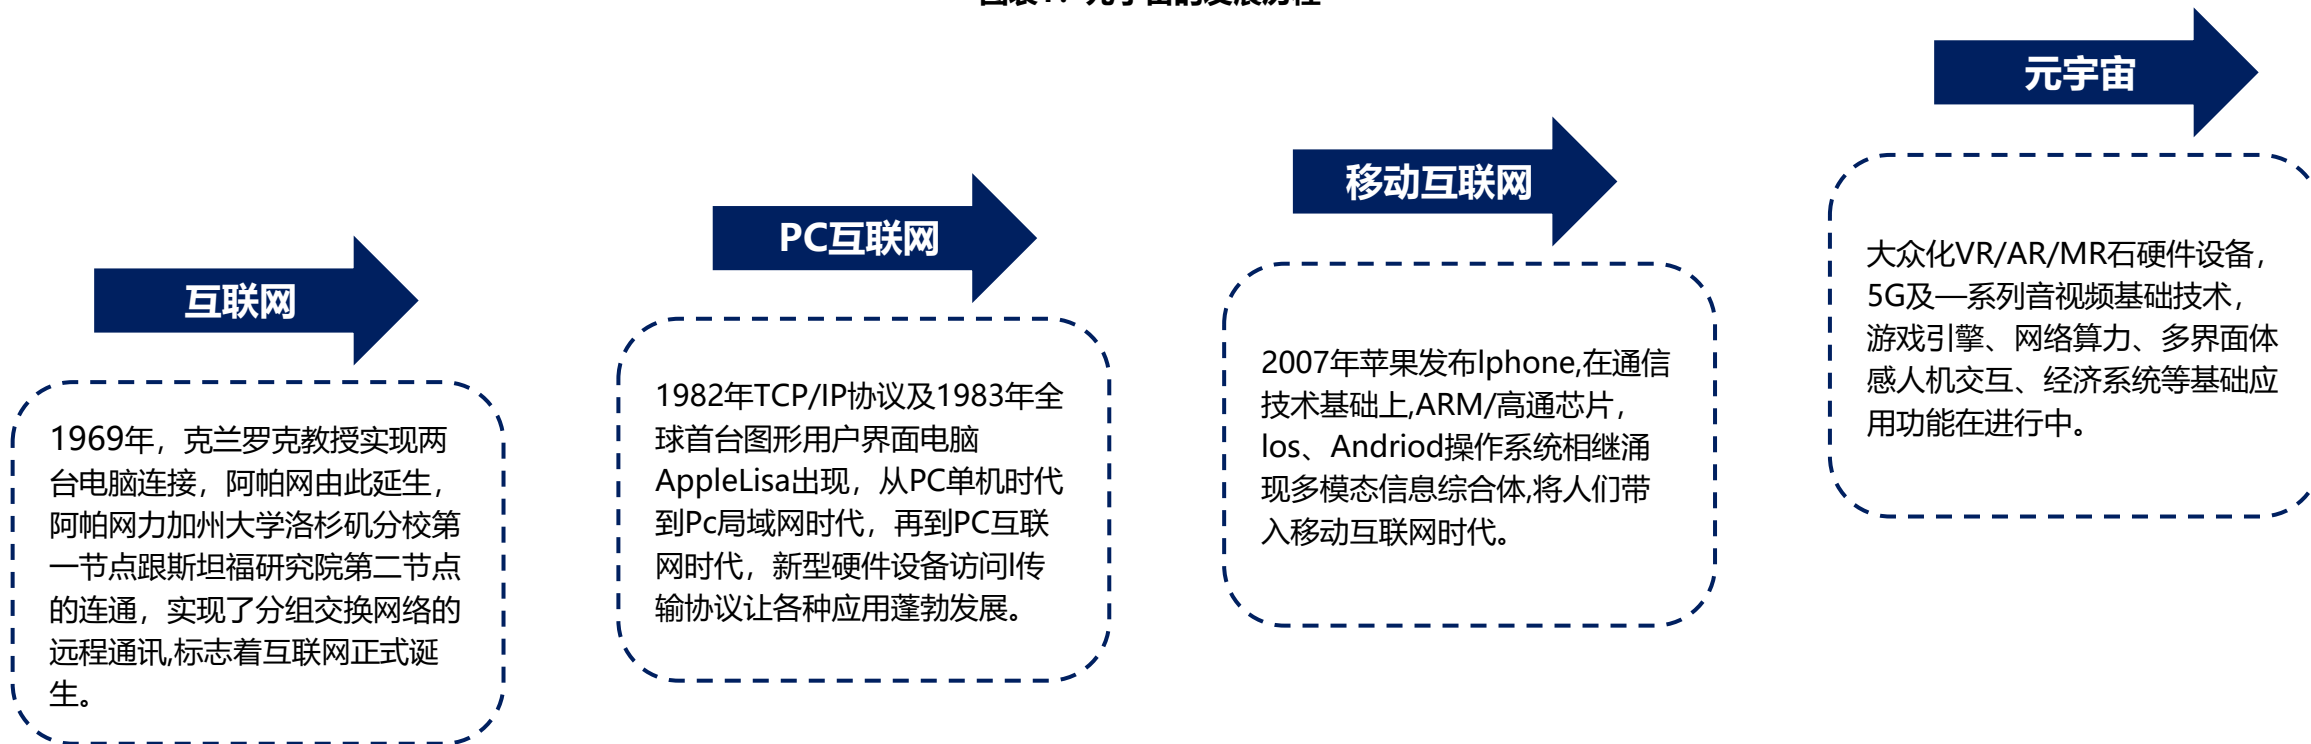 图表1：元宇宙的发展历程
互联网
1969年，克兰罗克教授实现两
台电脑连接，阿帕网由此延生，
阿帕网力加州大学洛杉矶分校第
一节点跟斯坦福研究院第二节点
的连通，实现了分组交换网络的
远程通讯,标志着互联网正式诞
生。
PC互联网
1982年TCP/IP协议及1983年全
球首台图形用户界面电脑
AppleLisa出现，从PC单机时代
到Pc局域网时代，再到PC互联
网时代，新型硬件设备访问l传
输协议让各种应用蓬勃发展。
移动互联网
2007年苹果发布lphone,在通信
技术基础上,ARM/高通芯片，
los、Andriod操作系统相继涌
现多模态信息综合体,将人们带
入移动互联网时代。
元宇宙
大众化VR/AR/MR石硬件设备，
5G及—系列音视频基础技术，
游戏引擎、网络算力、多界面体
感人机交互、经济系统等基础应
用功能在进行中。